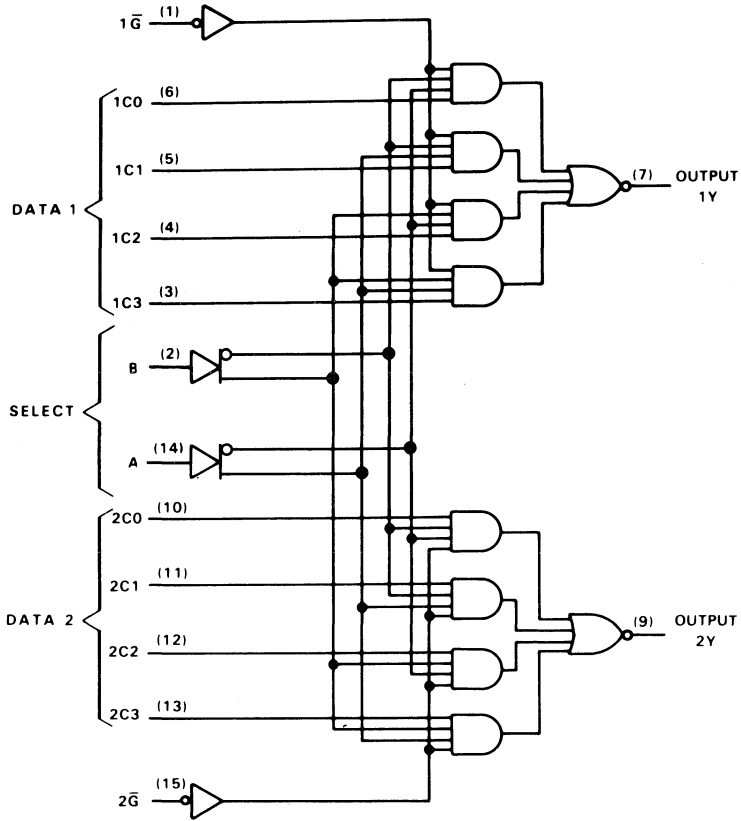 1G̅ (1)
1C0 (6)
1C1 (5)
DATA 1
1C2 (4)
1C3 (3)
(7) OUTPUT
1Y
B (2)
SELECT
A (14)
2C0 (10)
2C1 (11)
DATA 2
2C2 (12)
2C3 (13)
(9) OUTPUT
2Y
2G̅ (15)